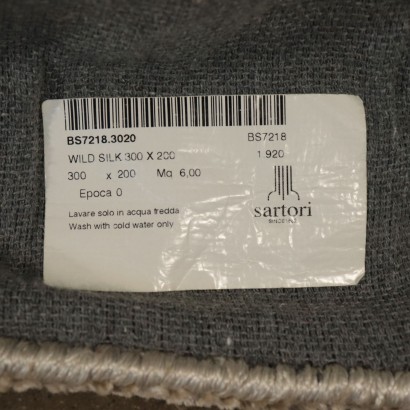 BS7218.3020 BS7218
WILD SILK 300 X 200 1.920
300 x 200 Mq 6,00
Epoca 0
sartori
Lavare solo in acqua fredda
Wash with cold water only